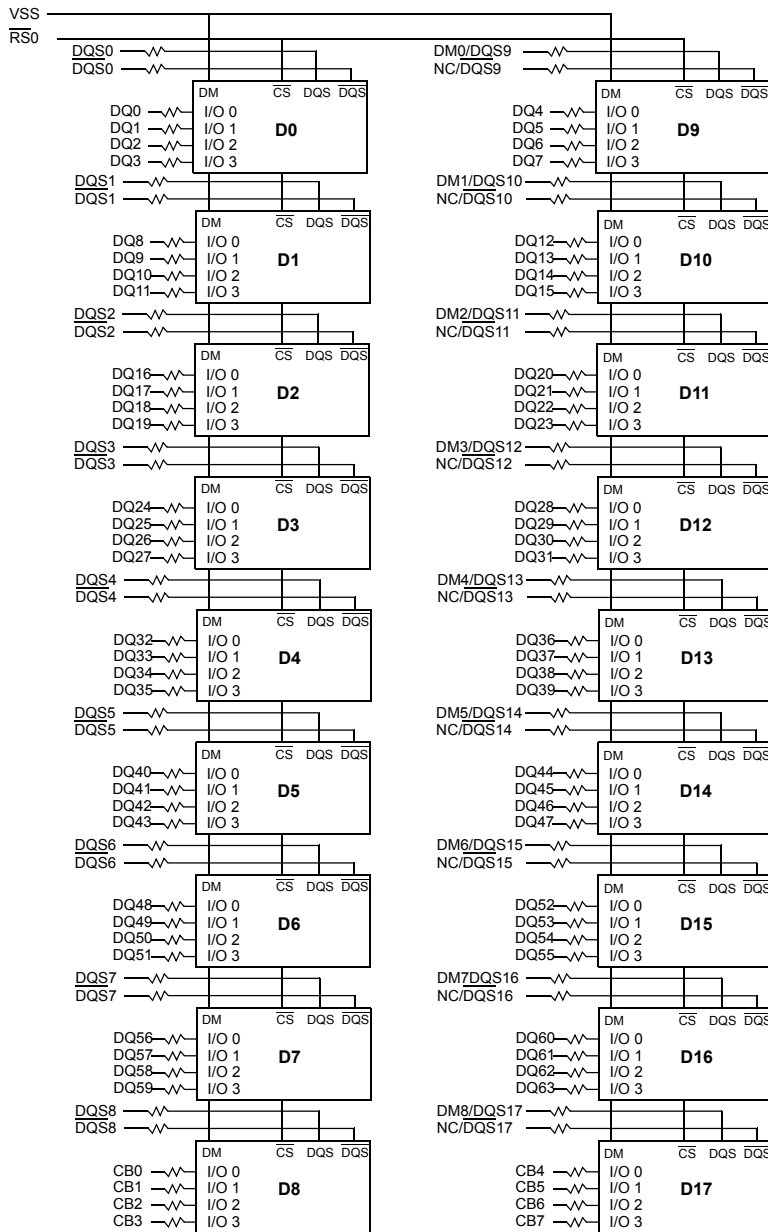 VSS
RS0
DQS0
DQS0
DM CS DQS DQS
DQ0 I/O 0
DQ1 I/O 1 D0
DQ2 I/O 2
DQ3 I/O 3
DQS1
DQS1
DM CS DQS DQS
DQ8 I/O 0
DQ9 I/O 1 D1
DQ10 I/O 2
DQ11 I/O 3
DQS2
DQS2
DM CS DQS DQS
DQ16 I/O 0
DQ17 I/O 1 D2
DQ18 I/O 2
DQ19 I/O 3
DQS3
DQS3
DM CS DQS DQS
DQ24 I/O 0
DQ25 I/O 1 D3
DQ26 I/O 2
DQ27 I/O 3
DQS4
DQS4
DM CS DQS DQS
DQ32 I/O 0
DQ33 I/O 1 D4
DQ34 I/O 2
DQ35 I/O 3
DQS5
DQS5
DM CS DQS DQS
DQ40 I/O 0
DQ41 I/O 1 D5
DQ42 I/O 2
DQ43 I/O 3
DQS6
DQS6
DM CS DQS DQS
DQ48 I/O 0
DQ49 I/O 1 D6
DQ50 I/O 2
DQ51 I/O 3
DQS7
DQS7
DM CS DQS DQS
DQ56 I/O 0
DQ57 I/O 1 D7
DQ58 I/O 2
DQ59 I/O 3
DQS8
DQS8
DM CS DQS DQS
CB0 I/O 0
CB1 I/O 1 D8
CB2 I/O 2
CB3 I/O 3
DM0/DQS9
NC/DQS9
DM CS DQS DQS
DQ4 I/O 0
DQ5 I/O 1 D9
DQ6 I/O 2
DQ7 I/O 3
DM1/DQS10
NC/DQS10
DM CS DQS DQS
DQ12 I/O 0
DQ13 I/O 1 D10
DQ14 I/O 2
DQ15 I/O 3
DM2/DQS11
NC/DQS11
DM CS DQS DQS
DQ20 I/O 0
DQ21 I/O 1 D11
DQ22 I/O 2
DQ23 I/O 3
DM3/DQS12
NC/DQS12
DM CS DQS DQS
DQ28 I/O 0
DQ29 I/O 1 D12
DQ30 I/O 2
DQ31 I/O 3
DM4/DQS13
NC/DQS13
DM CS DQS DQS
DQ36 I/O 0
DQ37 I/O 1 D13
DQ38 I/O 2
DQ39 I/O 3
DM5/DQS14
NC/DQS14
DM CS DQS DQS
DQ44 I/O 0
DQ45 I/O 1 D14
DQ46 I/O 2
DQ47 I/O 3
DM6/DQS15
NC/DQS15
DM CS DQS DQS
DQ52 I/O 0
DQ53 I/O 1 D15
DQ54 I/O 2
DQ55 I/O 3
DM7DQS16
NC/DQS16
DM CS DQS DQS
DQ60 I/O 0
DQ61 I/O 1 D16
DQ62 I/O 2
DQ63 I/O 3
DM8/DQS17
NC/DQS17
DM CS DQS DQS
CB4 I/O 0
CB5 I/O 1 D17
CB6 I/O 2
CB7 I/O 3